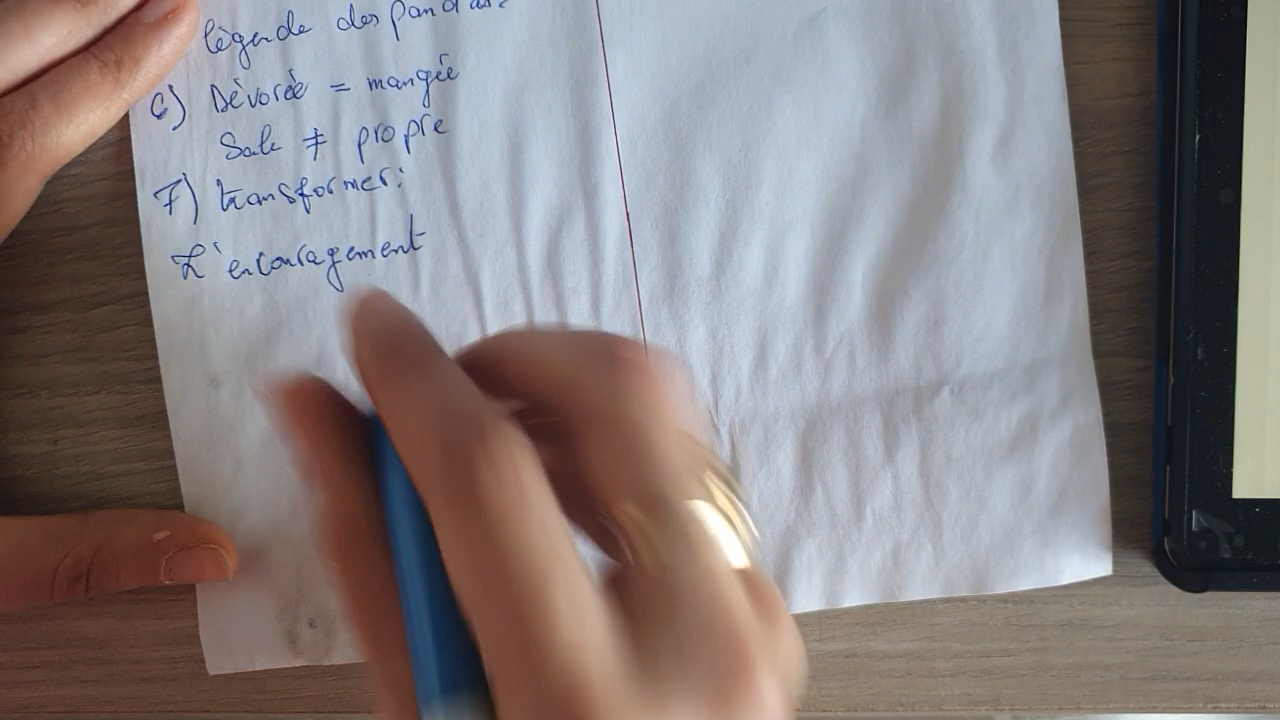 légende des pandas?
6) Dévorée = mangée
Sale ≠ propre
7) transformer:
L'encouragement